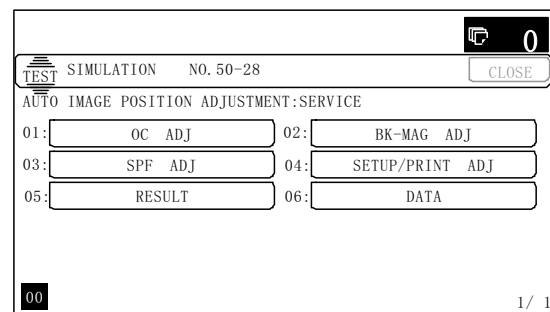 0
TEST SIMULATION NO.50-28 CLOSE
AUTO IMAGE POSITION ADJUSTMENT:SERVICE
01: OC ADJ 02: BK-MAG ADJ
03: SPF ADJ 04: SETUP/PRINT ADJ
05: RESULT 06: DATA
00 1/ 1